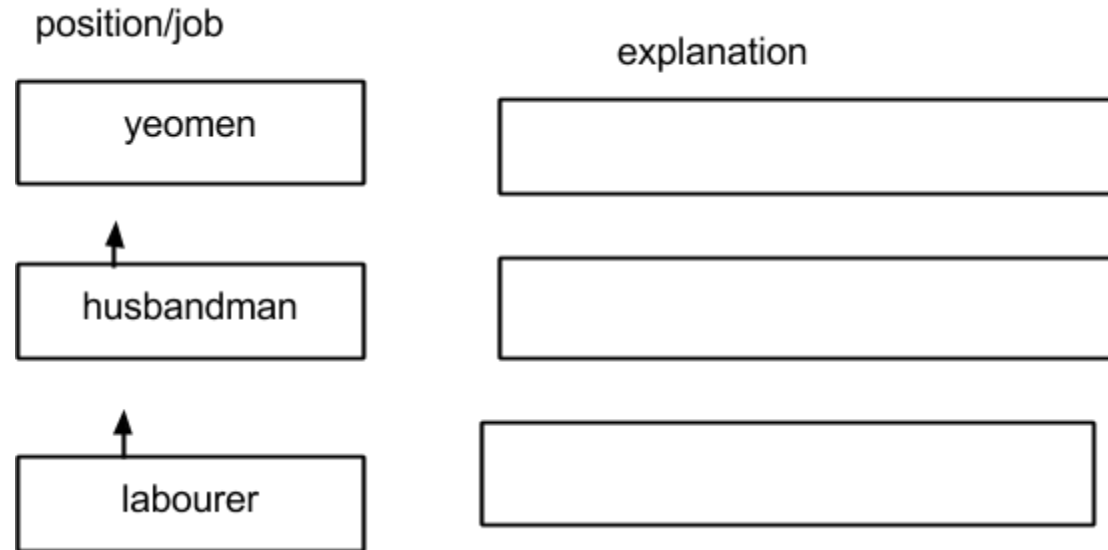 position/job
explanation
yeomen
husbandman
labourer